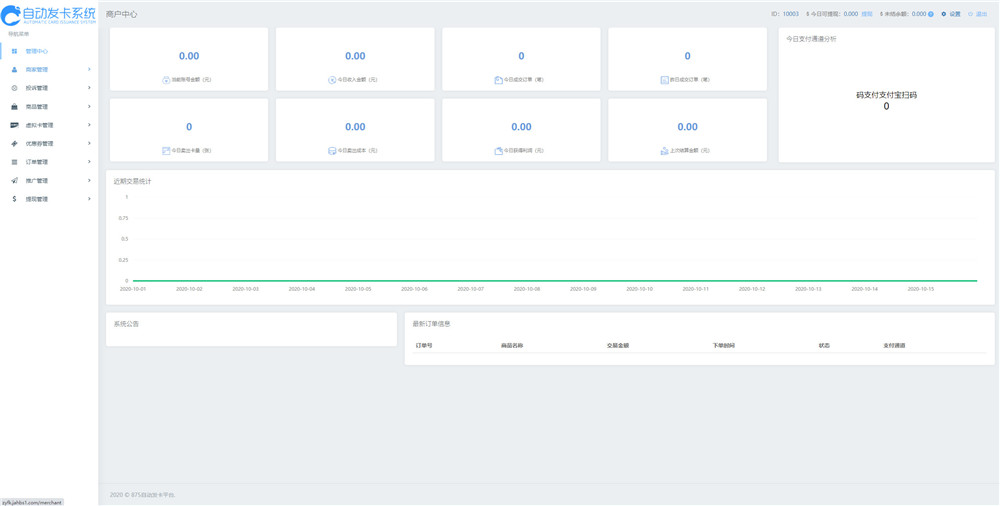 自动发卡系统
AUTOMATIC CARD ISSUANCE SYSTEM
商户中心
ID: 10003 $ 今日可提现: 0.000 提现 $ 未结余额: 0.000 设置 退出
导航菜单
管理中心
商家管理
投诉管理
商品管理
虚拟卡管理
优惠券管理
订单管理
推广管理
提现管理
0.00
当前账号金额（元）
0.00
今日收入金额（元）
0
今日成交订单（笔）
0
昨日成交订单（笔）
0
今日卖出卡量（张）
0.00
今日卖出成本（元）
0.00
今日获得利润（元）
0.00
上次结算金额（元）
今日支付通道分析
码支付支付宝扫码
0
近期交易统计
1
0.75
0.5
0.25
0
2020-10-01 2020-10-02 2020-10-03 2020-10-04 2020-10-05 2020-10-06 2020-10-07 2020-10-08 2020-10-09 2020-10-10 2020-10-11 2020-10-12 2020-10-13 2020-10-14 2020-10-15
系统公告
最新订单信息
订单号 商品名称 交易金额 下单时间 状态 支付通道
2020 © 875自动发卡平台.
zyfk.jahbs1.com/merchant